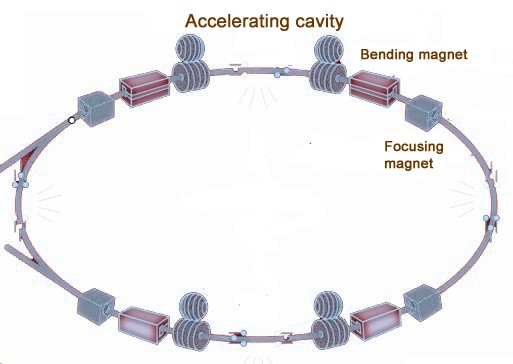 Accelerating cavity
Bending magnet
Focusing
magnet